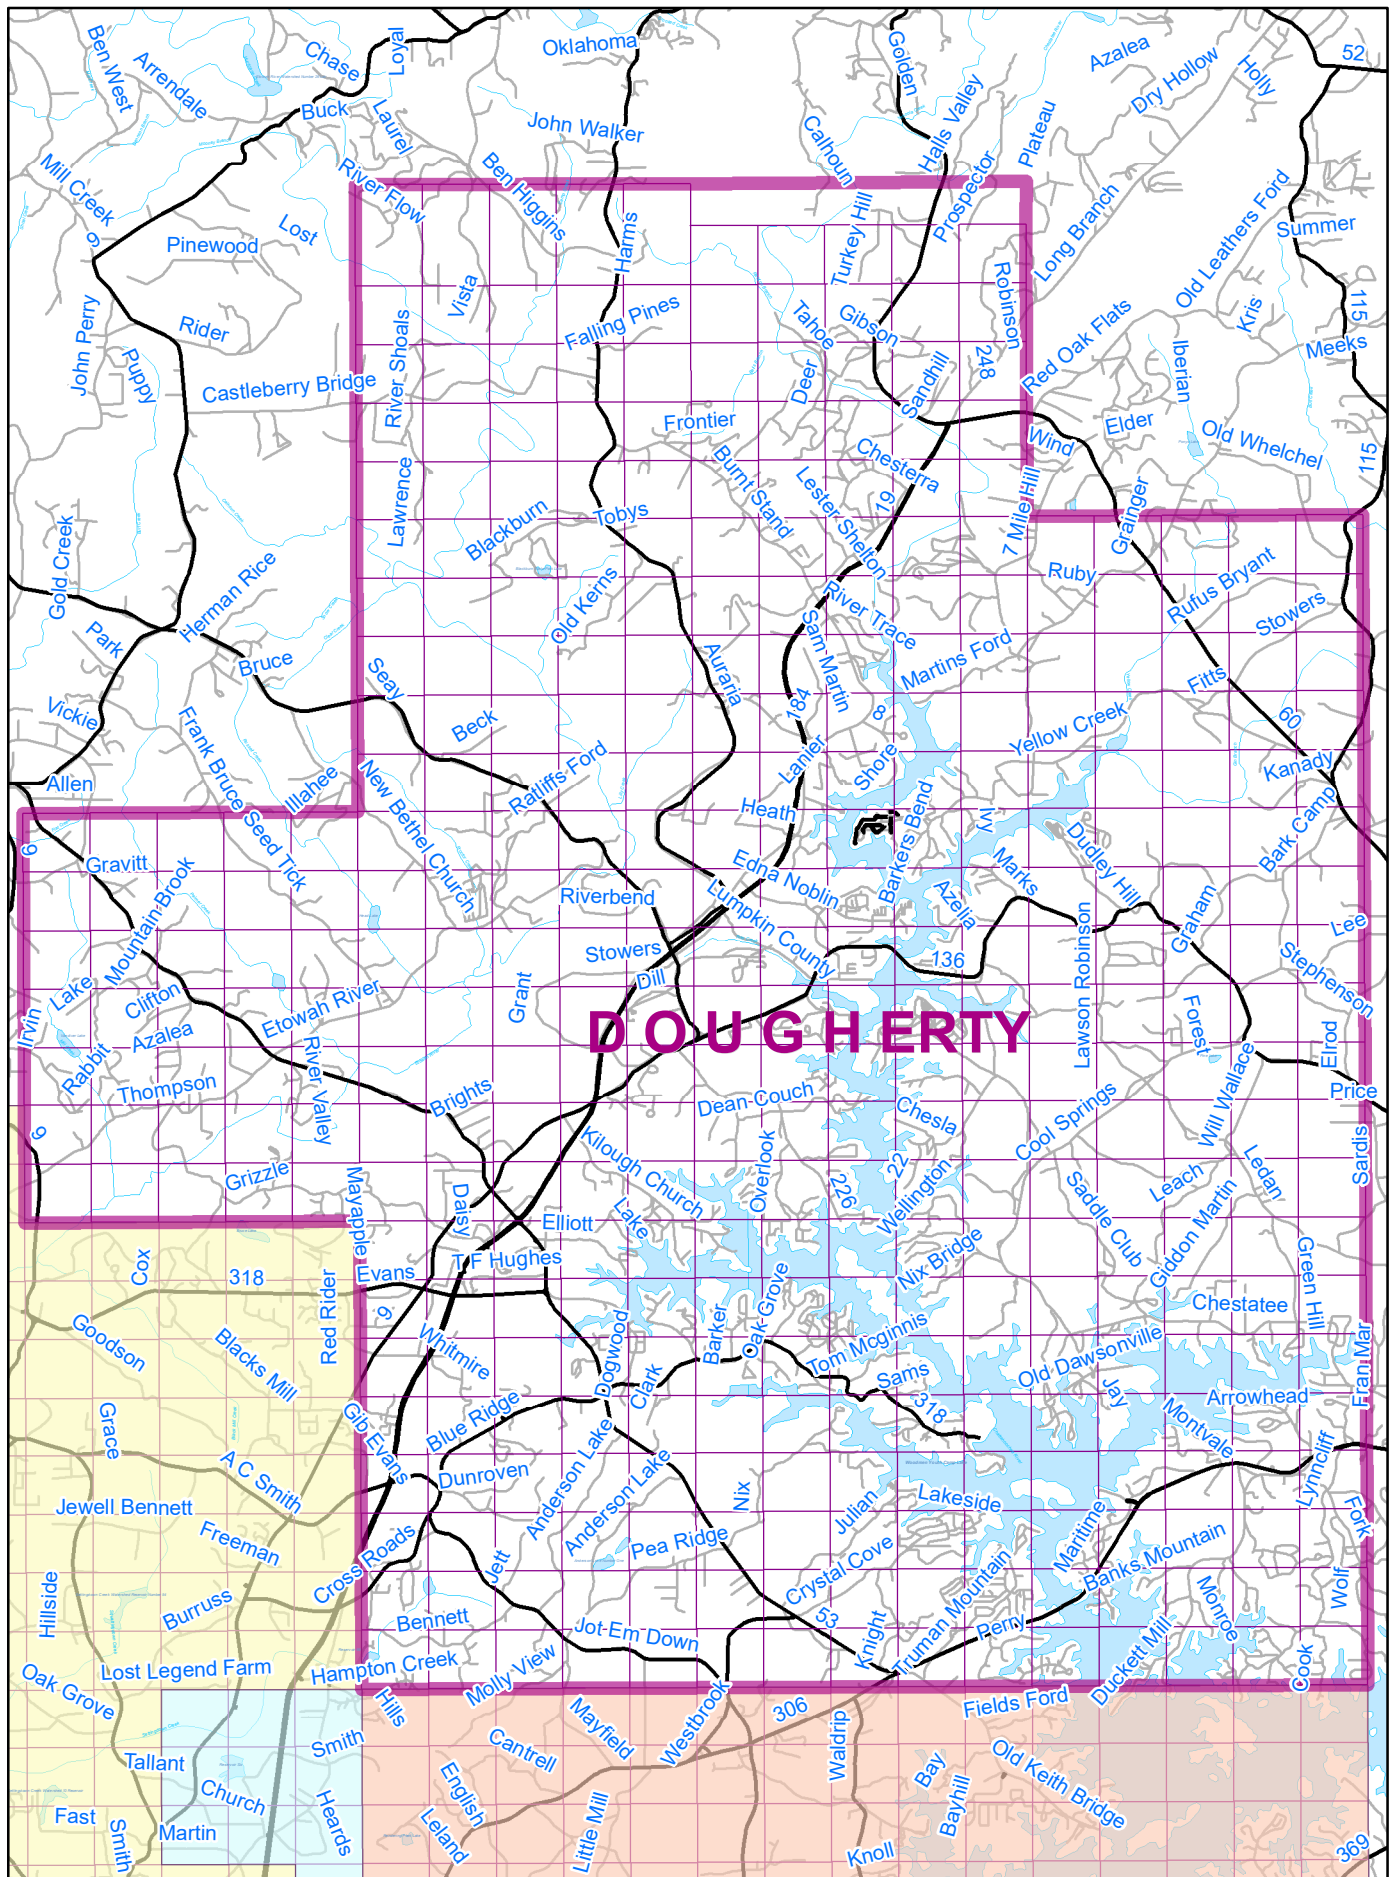 Ben West
Arrendale
Chase
Loyal
Oklahoma
Golden
Azalea
Dry Hollow
Holly
52
Buck
Laurel
John Walker
Calhoun
Halls Valley
Plateau
Mill Creek
River Flow
Ben Higgins
Prospector
Long Branch
Old Leathers Ford
Summer
9
Pinewood
Lost
Harms
Turkey Hill
Vista
Falling Pines
Tahoe
Gibson
Robinson
248
Red Oak Flats
Kris
115
Meeks
John Perry
Rider
Puppy
Castleberry Bridge
River Shoals
Deer
Sandhill
Iberian
Frontier
Chesterra
Wind
Elder
Old Whelchel
115
Lawrence
Burnt Stand
Lester Shelton
19
7 Mile Hill
Grainger
Gold Creek
Blackburn
Tobys
Herman Rice
Old Kerns
Ruby
Rufus Bryant
Stowers
Park
Bruce
River Trace
Sam Martin
Martins Ford
Vickie
Seay
Auraria
Fitts
Frank Bruce
Beck
184
8
Yellow Creek
60
Allen
Illahee
New Bethel Church
Ratliffs Ford
Lanier
Shore
Kanady
Heath
Barkers Bend
Ivy
Bark Camp
9
Gravitt
Seed Tick
Mountain Brook
Edna Noblin
Marks
Dudley Hill
Riverbend
Lumpkin County
Azelia
Graham
Lee
Stowers
Dill
136
Lawson Robinson
Stephenson
Lake
Clifton
Etowah River
Grant
Irvin
Azalea
DOUGHERTY
Forest
Elrod
Rabbit
Thompson
River Valley
Brights
Dean Couch
Chesla
Cool Springs
Will Wallace
Price
9
Kilough Church
Overlook
22
Sardis
Grizzle
Mayapple
Daisy
Elliott
Lake
226
Wellington
Saddle Club
Leach
Ledan
Giddon Martin
Cox
318
Evans
T F Hughes
Nix Bridge
Green Hill
Red Rider
9
Oak Grove
Chestatee
Goodson
Blacks Mill
Whitmire
Dogwood
Barker
Tom Mcginnis
Old Dawsonville
Fran Mar
Clark
Sams
Jay
Arrowhead
Grace
Gib Evans
Blue Ridge
318
Montvale
A C Smith
Dunroven
Anderson Lake
Anderson Lake
Lynncliff
Jewell Bennett
Nix
Julian
Lakeside
Maritime
Fork
Freeman
Cross Roads
Pea Ridge
Banks Mountain
Hillside
Jett
Crystal Cove
Truman Mountain
Wolf
Burruss
Bennett
Jot-Em-Down
53
Knight
Perry
Monroe
Oak Grove
Lost Legend Farm
Hampton Creek
Molly View
Duckett Mill
Cook
Hills
Mayfield
Westbrook
306
Fields Ford
Smith
Cantrell
Waldrip
Tallant
Bay
Old Keith Bridge
Church
English
Bayhill
Fast
Smith
Martin
Heards
Leland
Little Mill
Knoll
369